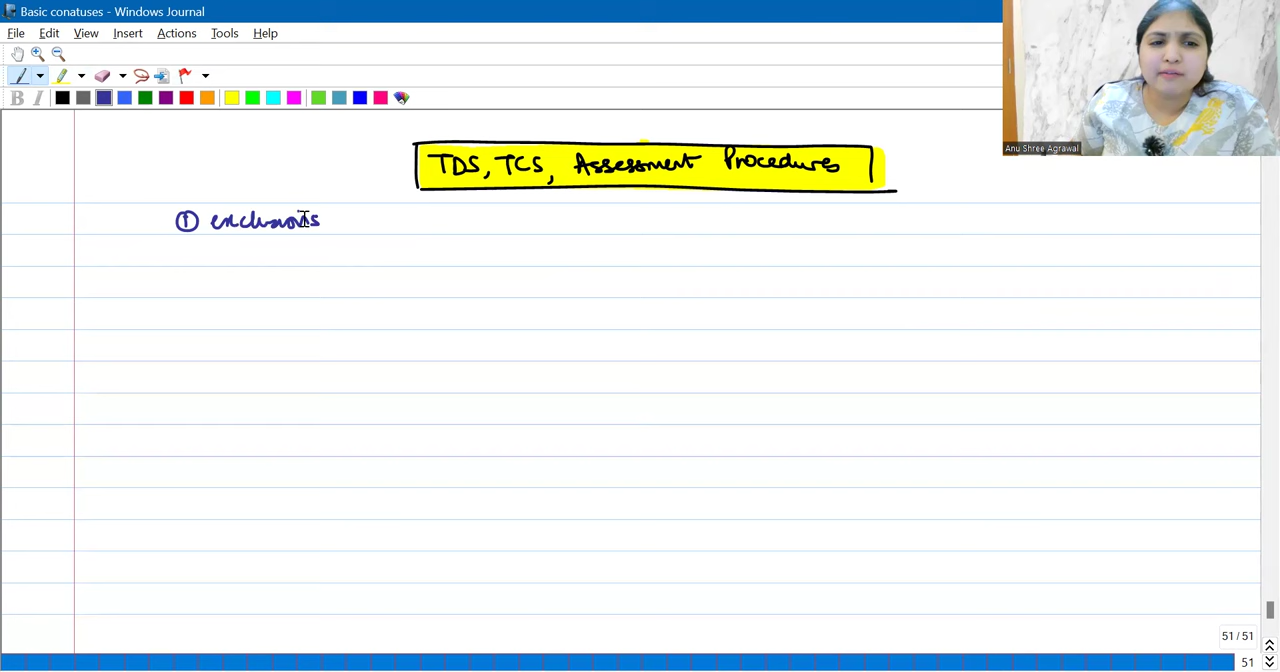 Basic conatuses - Windows Journal
File Edit View Insert Actions Tools Help
B I
Anu Shree Agrawal
TDS, TCS, Assessment Procedures
① exclusions
51 / 51
51